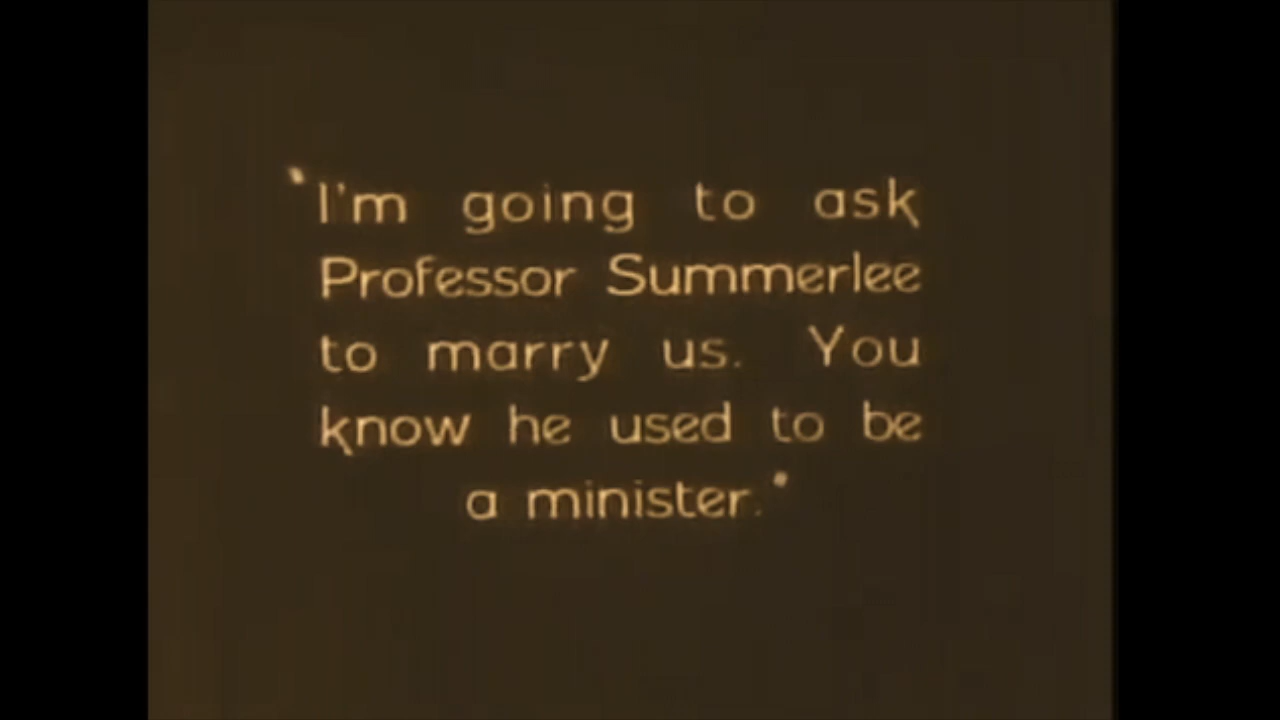 "I'm going to ask
Professor Summerlee
to marry us. You
know he used to be
a minister."